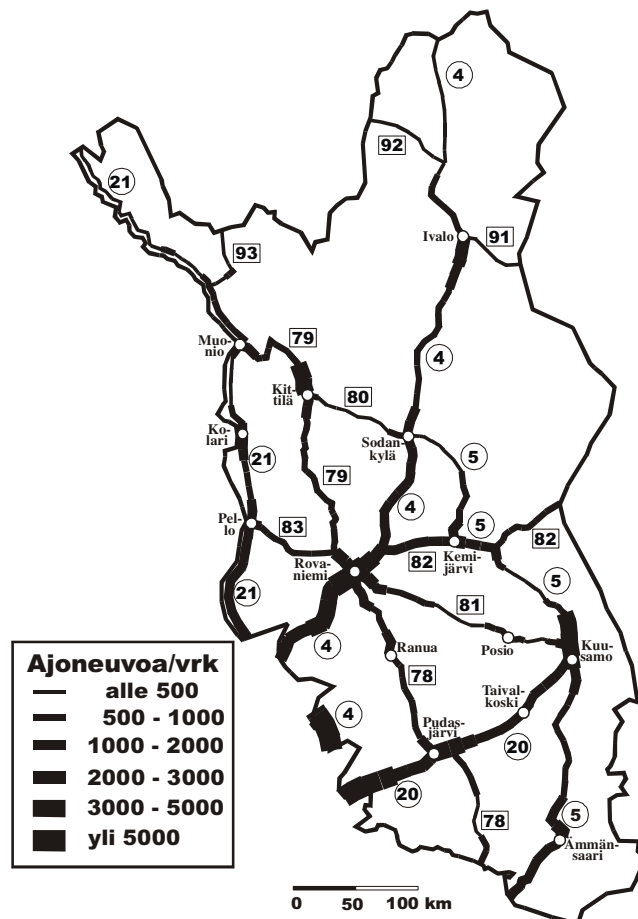 4
92
21
Ivalo
91
93
79
Muo-
nio
4
Kit-
tilä
80
Ko-
lari
Sodan-
kylä
21
79
5
4
5
Pel-
lo
83
82
82
Kemi-
järvi
Rova-
niemi
5
21
81
4
Ranua
Posio
Kuu-
samo
78
Taival-
koski
4
Pudas-
järvi
20
20
78
5
Ämmän-
saari
Ajoneuvoa/vrk
alle 500
500 - 1000
1000 - 2000
2000 - 3000
3000 - 5000
yli 5000
0 50 100 km